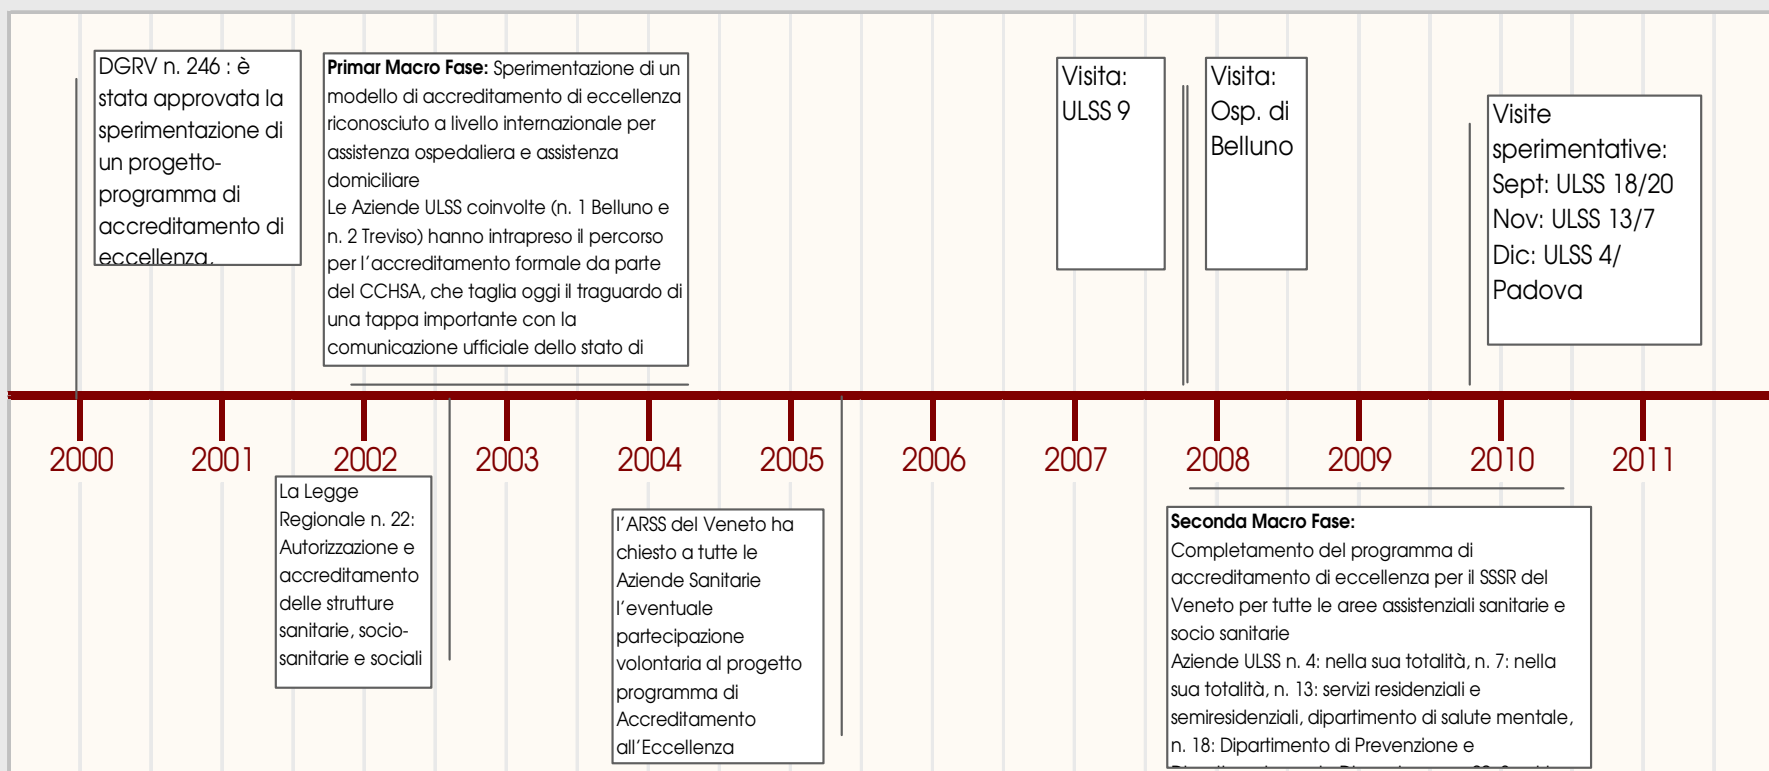 DGRV n. 246 : è
stata approvata la
sperimentazione di
un progetto-
programma di
accreditamento di
eccellenza.
Primar Macro Fase: Sperimentazione di un
modello di accreditamento di eccellenza
riconosciuto a livello internazionale per
assistenza ospedaliera e assistenza
domiciliare
Le Aziende ULSS coinvolte (n. 1 Belluno e
n. 2 Treviso) hanno intrapreso il percorso
per l'accreditamento formale da parte
del CCHSA, che taglia oggi il traguardo di
una tappa importante con la
comunicazione ufficiale dello stato di
Visita:
ULSS 9
Visita:
Osp. di
Belluno
Visite
sperimentative:
Sept: ULSS 18/20
Nov: ULSS 13/7
Dic: ULSS 4/
Padova
2000 2001 2002 2003 2004 2005 2006 2007 2008 2009 2010 2011
La Legge
Regionale n. 22:
Autorizzazione e
accreditamento
delle strutture
sanitarie, socio-
sanitarie e sociali
l'ARSS del Veneto ha
chiesto a tutte le
Aziende Sanitarie
l'eventuale
partecipazione
volontaria al progetto
programma di
Accreditamento
all'Eccellenza
Seconda Macro Fase:
Completamento del programma di
accreditamento di eccellenza per il SSSR del
Veneto per tutte le aree assistenziali sanitarie e
socio sanitarie
Aziende ULSS n. 4: nella sua totalità, n. 7: nella
sua totalità, n. 13: servizi residenziali e
semiresidenziali, dipartimento di salute mentale,
n. 18: Dipartimento di Prevenzione e